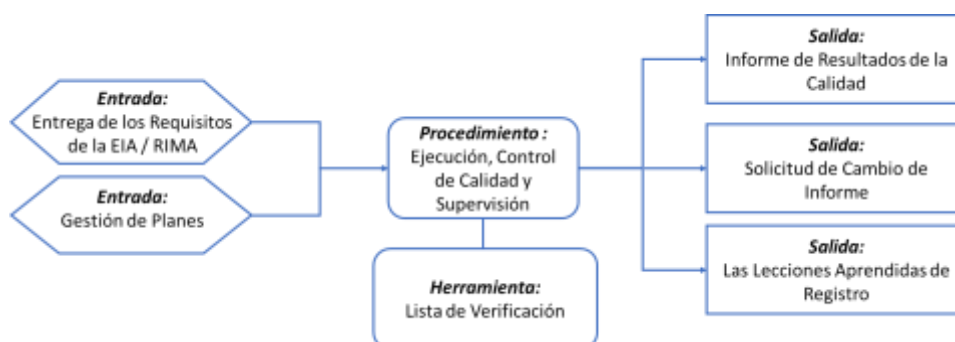 Entrada:
Entrega de los Requisitos
de la EIA / RIMA
Entrada:
Gestión de Planes
Procedimiento :
Ejecución, Control
de Calidad y
Supervisión
Herramienta:
Lista de Verificación
Salida:
Informe de Resultados de la
Calidad
Salida:
Solicitud de Cambio de
Informe
Salida:
Las Lecciones Aprendidas de
Registro